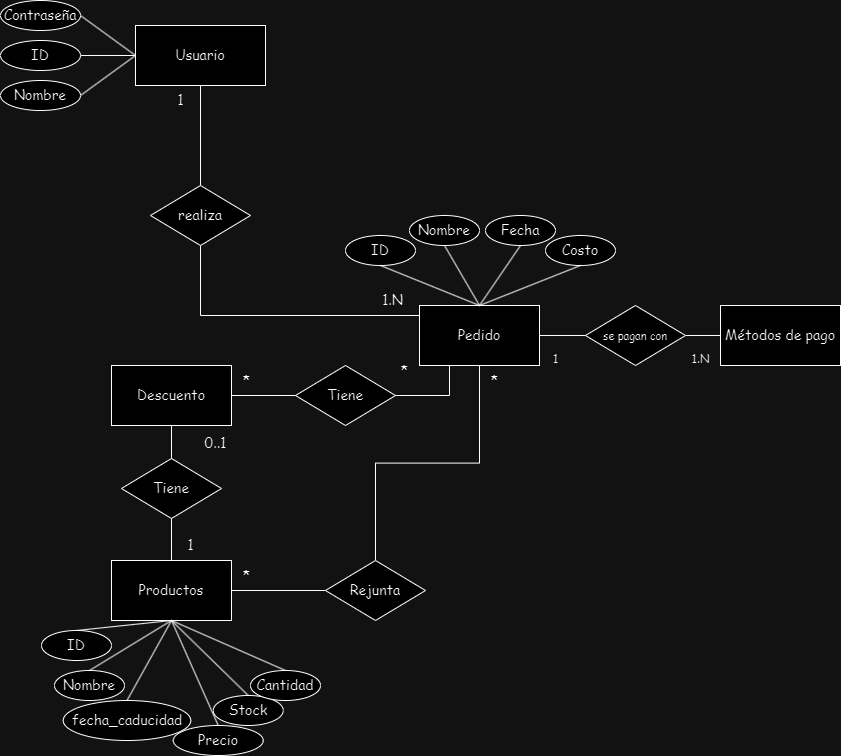 Contraseña
ID
Nombre
Usuario
1
realiza
1.N
ID
Nombre
Fecha
Costo
Pedido
1
se pagan con
1.N
Métodos de pago
*
Tiene
*
Descuento
0..1
Tiene
1
*
Rejunta
*
Productos
ID
Nombre
fecha_caducidad
Precio
Stock
Cantidad